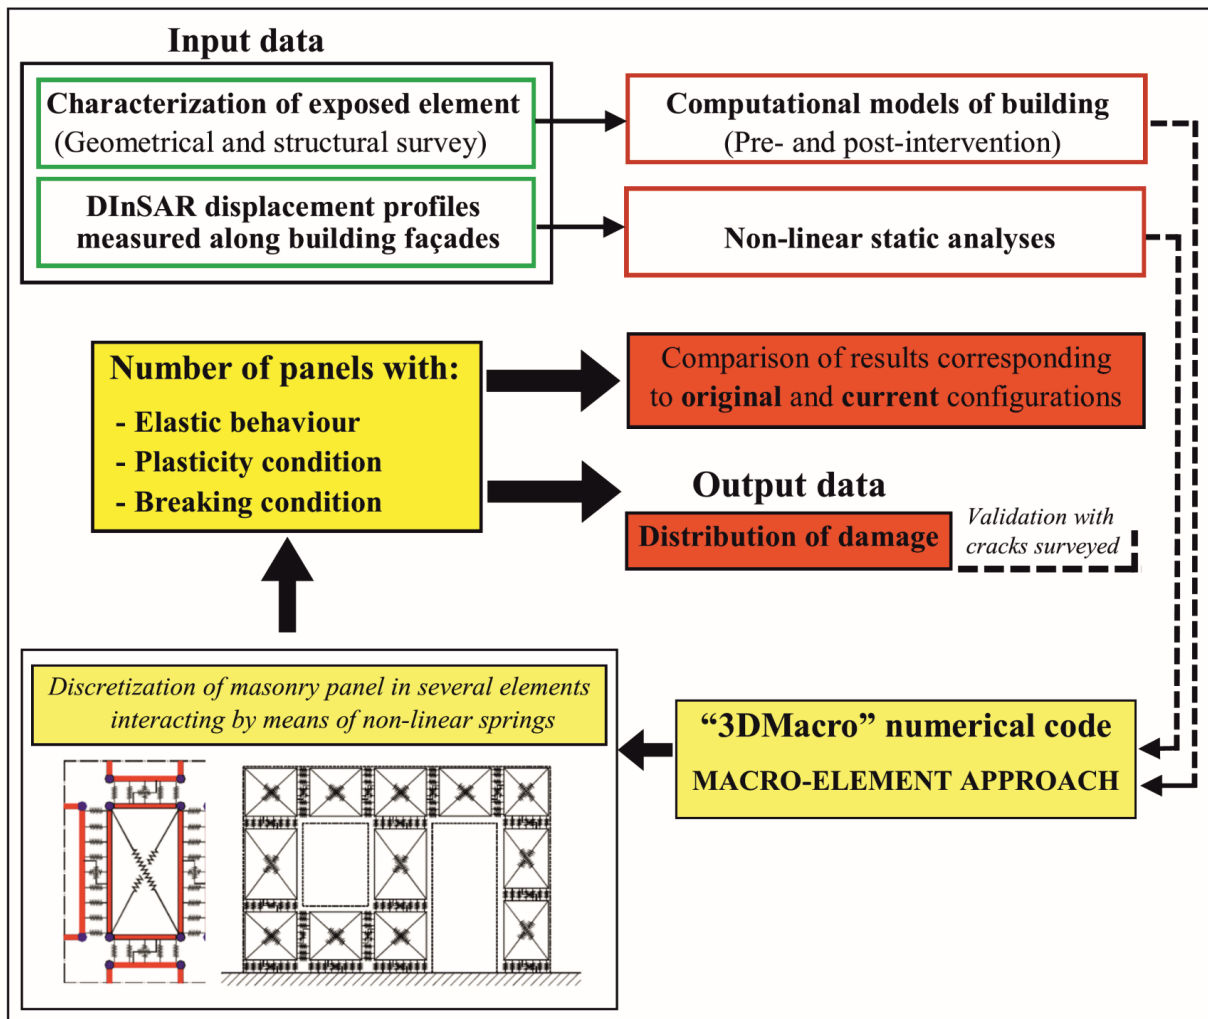 Input data
Characterization of exposed element
(Geometrical and structural survey)
DInSAR displacement profiles
measured along building façades
Computational models of building
(Pre- and post-intervention)
Non-linear static analyses
Number of panels with:
- Elastic behaviour
- Plasticity condition
- Breaking condition
Comparison of results corresponding
to original and current configurations
Output data
Distribution of damage
Validation with
cracks surveyed
Discretization of masonry panel in several elements
interacting by means of non-linear springs
“3DMacro” numerical code
MACRO-ELEMENT APPROACH